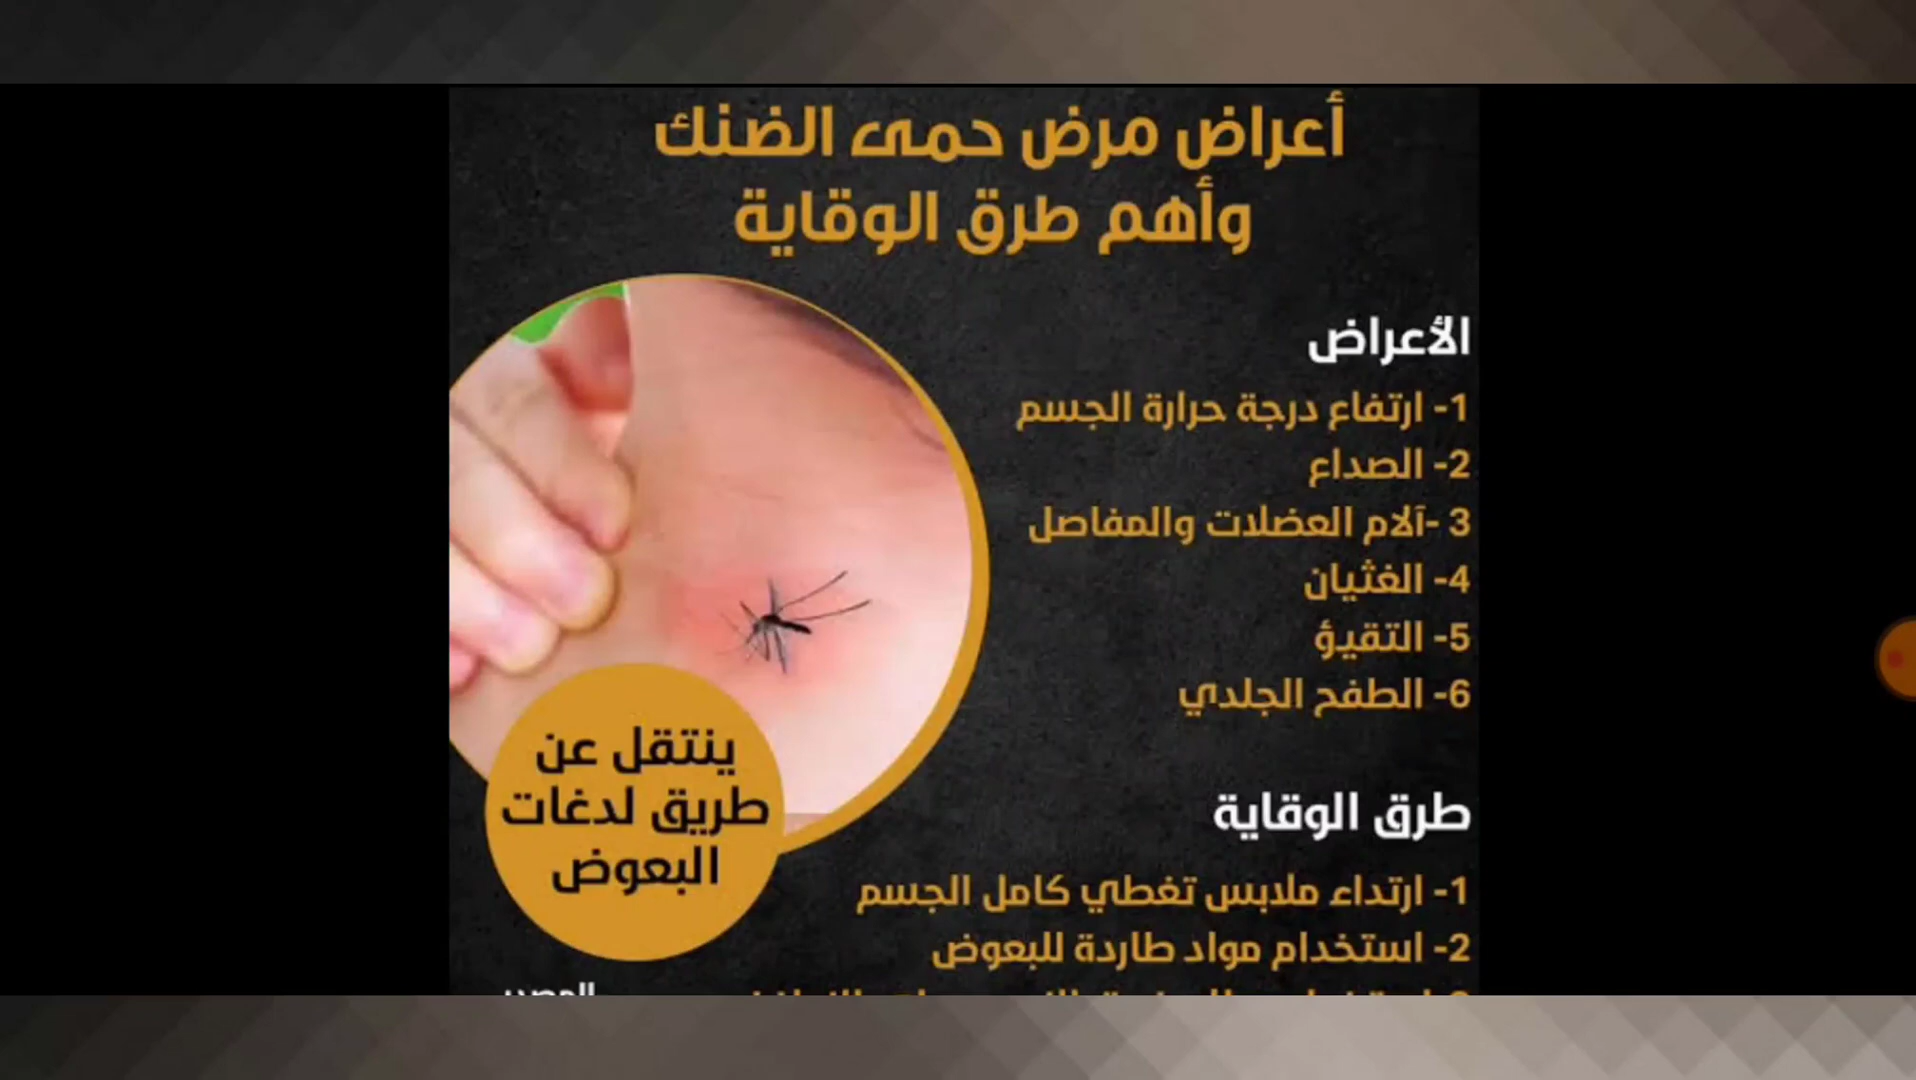 أعراض مرض حمى الضنك
وأهم طرق الوقاية
الأعراض
1- ارتفاع درجة حرارة الجسم
2- الصداع
3 -آلام العضلات والمفاصل
4- الغثيان
5- التقيؤ
6- الطفح الجلدي
ينتقل عن
طريق لدغات
البعوض
طرق الوقاية
1- ارتداء ملابس تغطي كامل الجسم
2- استخدام مواد طاردة للبعوض